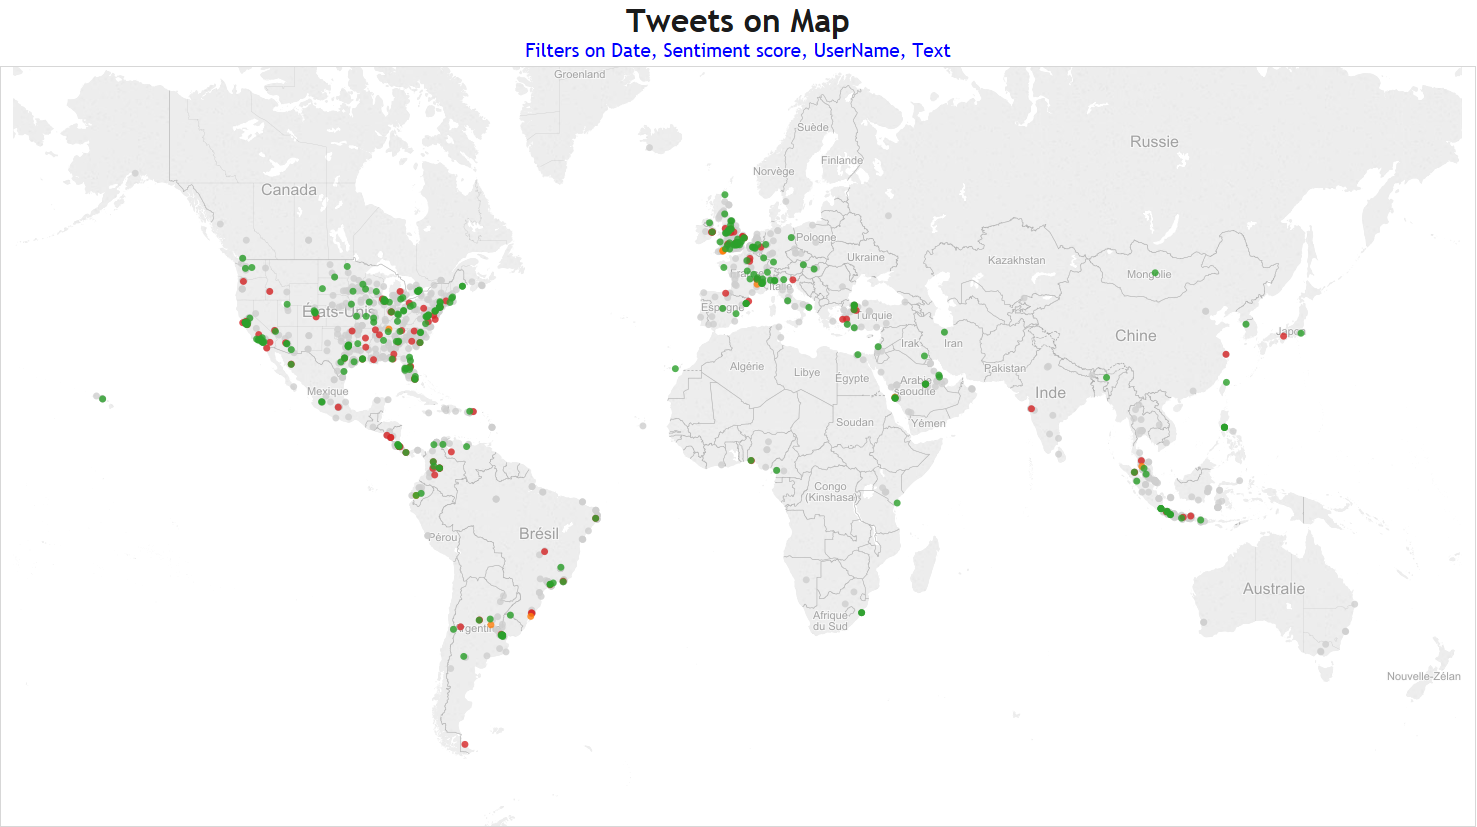 Tweets on Map
Filters on Date, Sentiment score, UserName, Text
Groenland
Russie
Suède
Finlande
Norvège
Canada
Pologne
Ukraine
Kazakhstan
Mongolie
États-Unis
Espagne
Italie
Turquie
Chine
Japon
Irak
Iran
Pakistan
Algérie
Libye
Égypte
Arabie
saoudite
Inde
Mexique
Soudan
Yémen
Congo
(Kinshasa)
Brésil
Pérou
Australie
Afrique
du Sud
Argentin
Nouvelle-Zélan